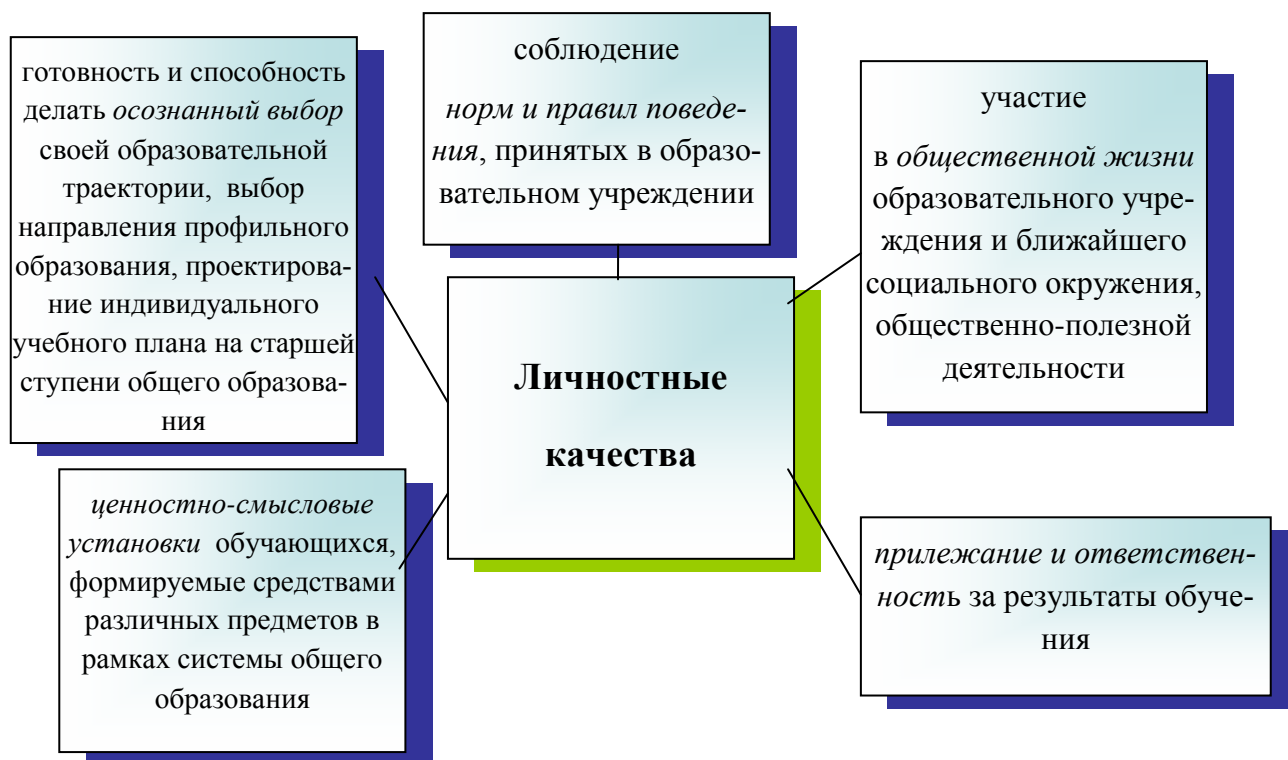 готовность и способность
делать осознанный выбор
своей образовательной
траектории, выбор
направления профильного
образования, проектирова-
ние индивидуального
учебного плана на старшей
ступени общего образова-
ния
соблюдение
норм и правил поведе-
ния, принятых в образо-
вательном учреждении
участие
в общественной жизни
образовательного учре-
ждения и ближайшего
социального окружения,
общественно-полезной
деятельности
Личностные
качества
ценностно-смысловые
установки обучающихся,
формируемые средствами
различных предметов в
рамках системы общего
образования
прилежание и ответствен-
ность за результаты обуче-
ния